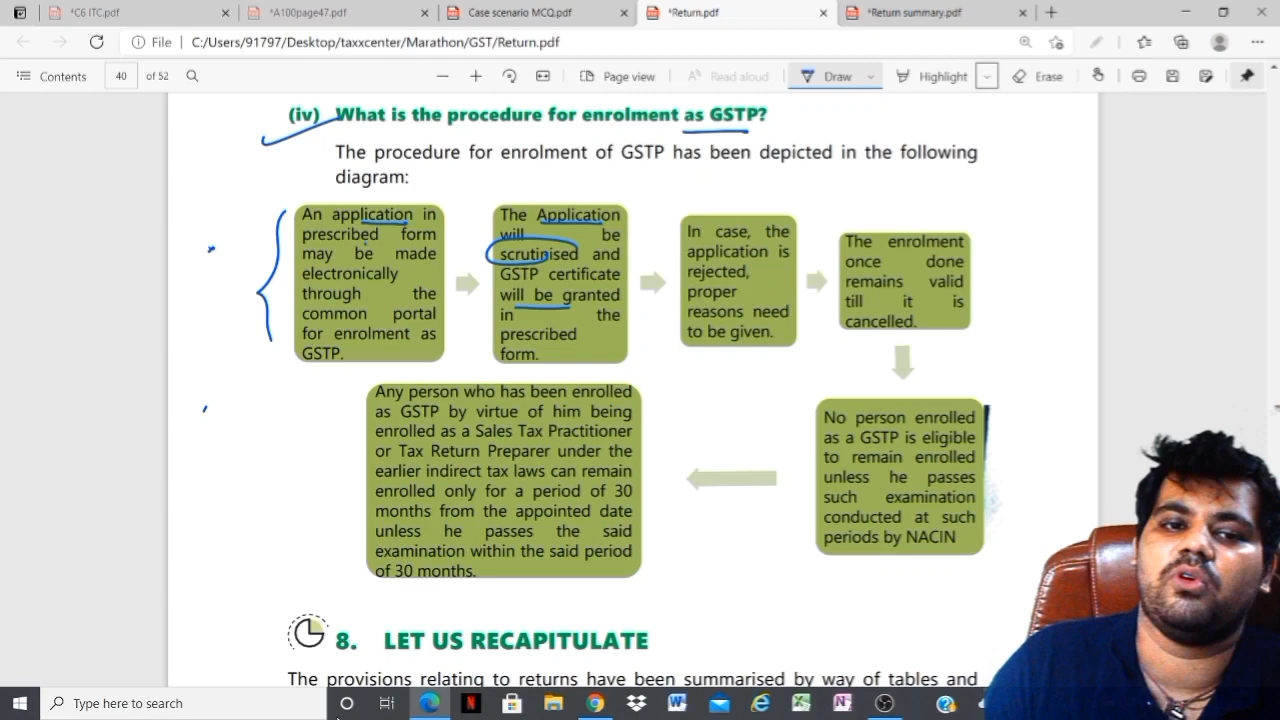 *C6 ITC.pdf
*A100page47.pdf
Case scenario MCQ.pdf
*Return.pdf
*Return summary.pdf
File
C:/Users/91797/Desktop/taxxcenter/Marathon/GST/Return.pdf
Contents
40
of 52
Page view
Read aloud
Draw
Highlight
Erase
(iv) What is the procedure for enrolment as GSTP?
The procedure for enrolment of GSTP has been depicted in the following
diagram:
An application in
prescribed form
may be made
electronically
through the
common portal
for enrolment as
GSTP.
The Application
will be
scrutinised and
GSTP certificate
will be granted
in the
prescribed
form.
In case, the
application is
rejected,
proper
reasons need
to be given.
The enrolment
once done
remains valid
till it is
cancelled.
No person enrolled
as a GSTP is eligible
to remain enrolled
unless he passes
such examination
conducted at such
periods by NACIN
Any person who has been enrolled
as GSTP by virtue of him being
enrolled as a Sales Tax Practitioner
or Tax Return Preparer under the
earlier indirect tax laws can remain
enrolled only for a period of 30
months from the appointed date
unless he passes the said
examination within the said period
of 30 months.
8. LET US RECAPITULATE
The provisions relating to returns have been summarised by way of tables and
Type here to search